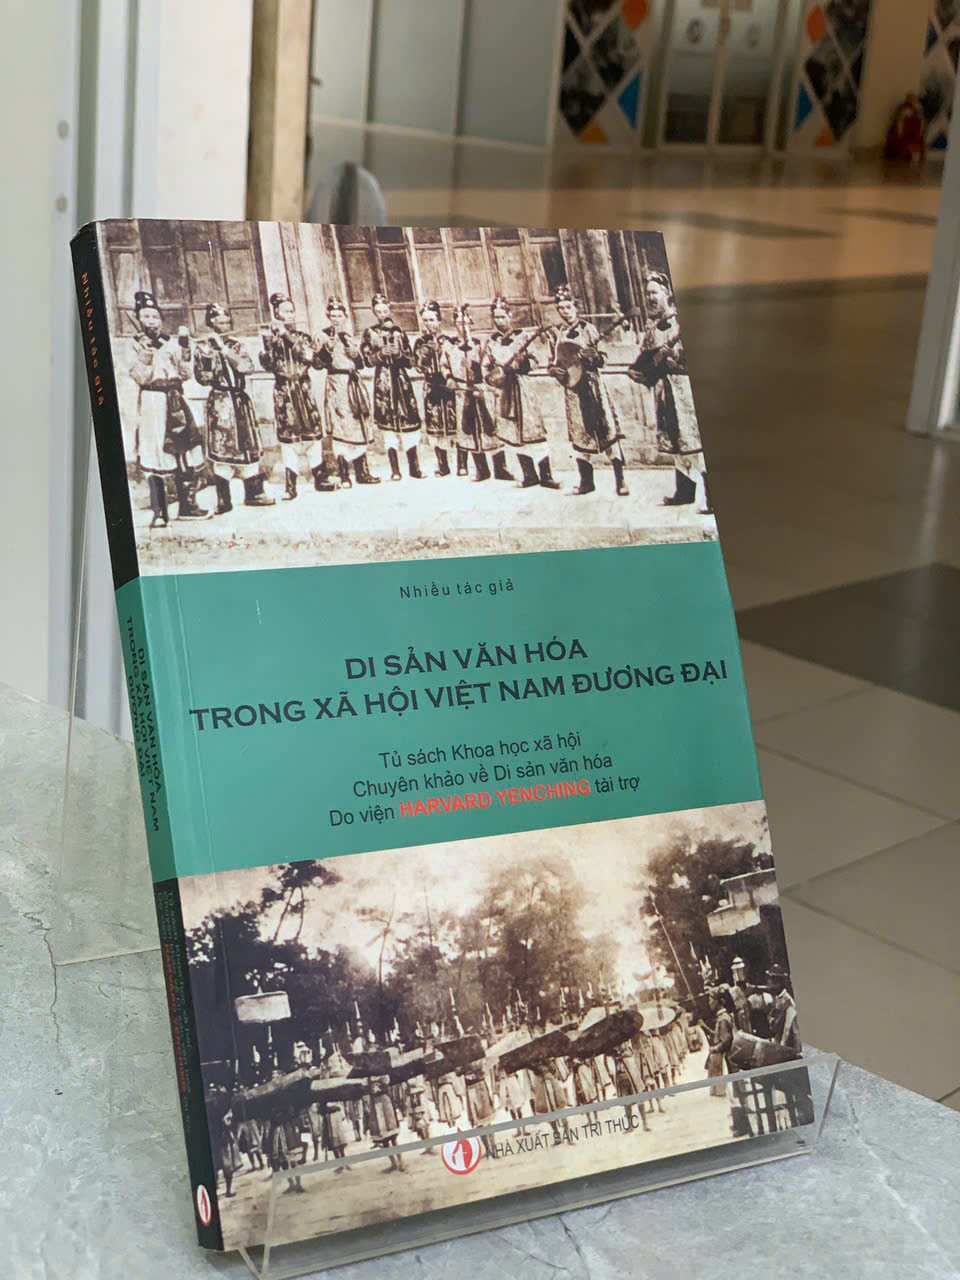 Nhiều tác giả
DI SẢN VĂN HÓA
TRONG XÃ HỘI VIỆT NAM ĐƯƠNG ĐẠI
Tủ sách Khoa học xã hội
Chuyên khảo về Di sản văn hóa
Do viện HARVARD YENCHING tài trợ
NHÀ XUẤT BẢN TRI THỨC
NHIỀU TÁC GIẢ
DI SẢN VĂN HÓA
TRONG XÃ HỘI VIỆT NAM
ĐƯƠNG ĐẠI